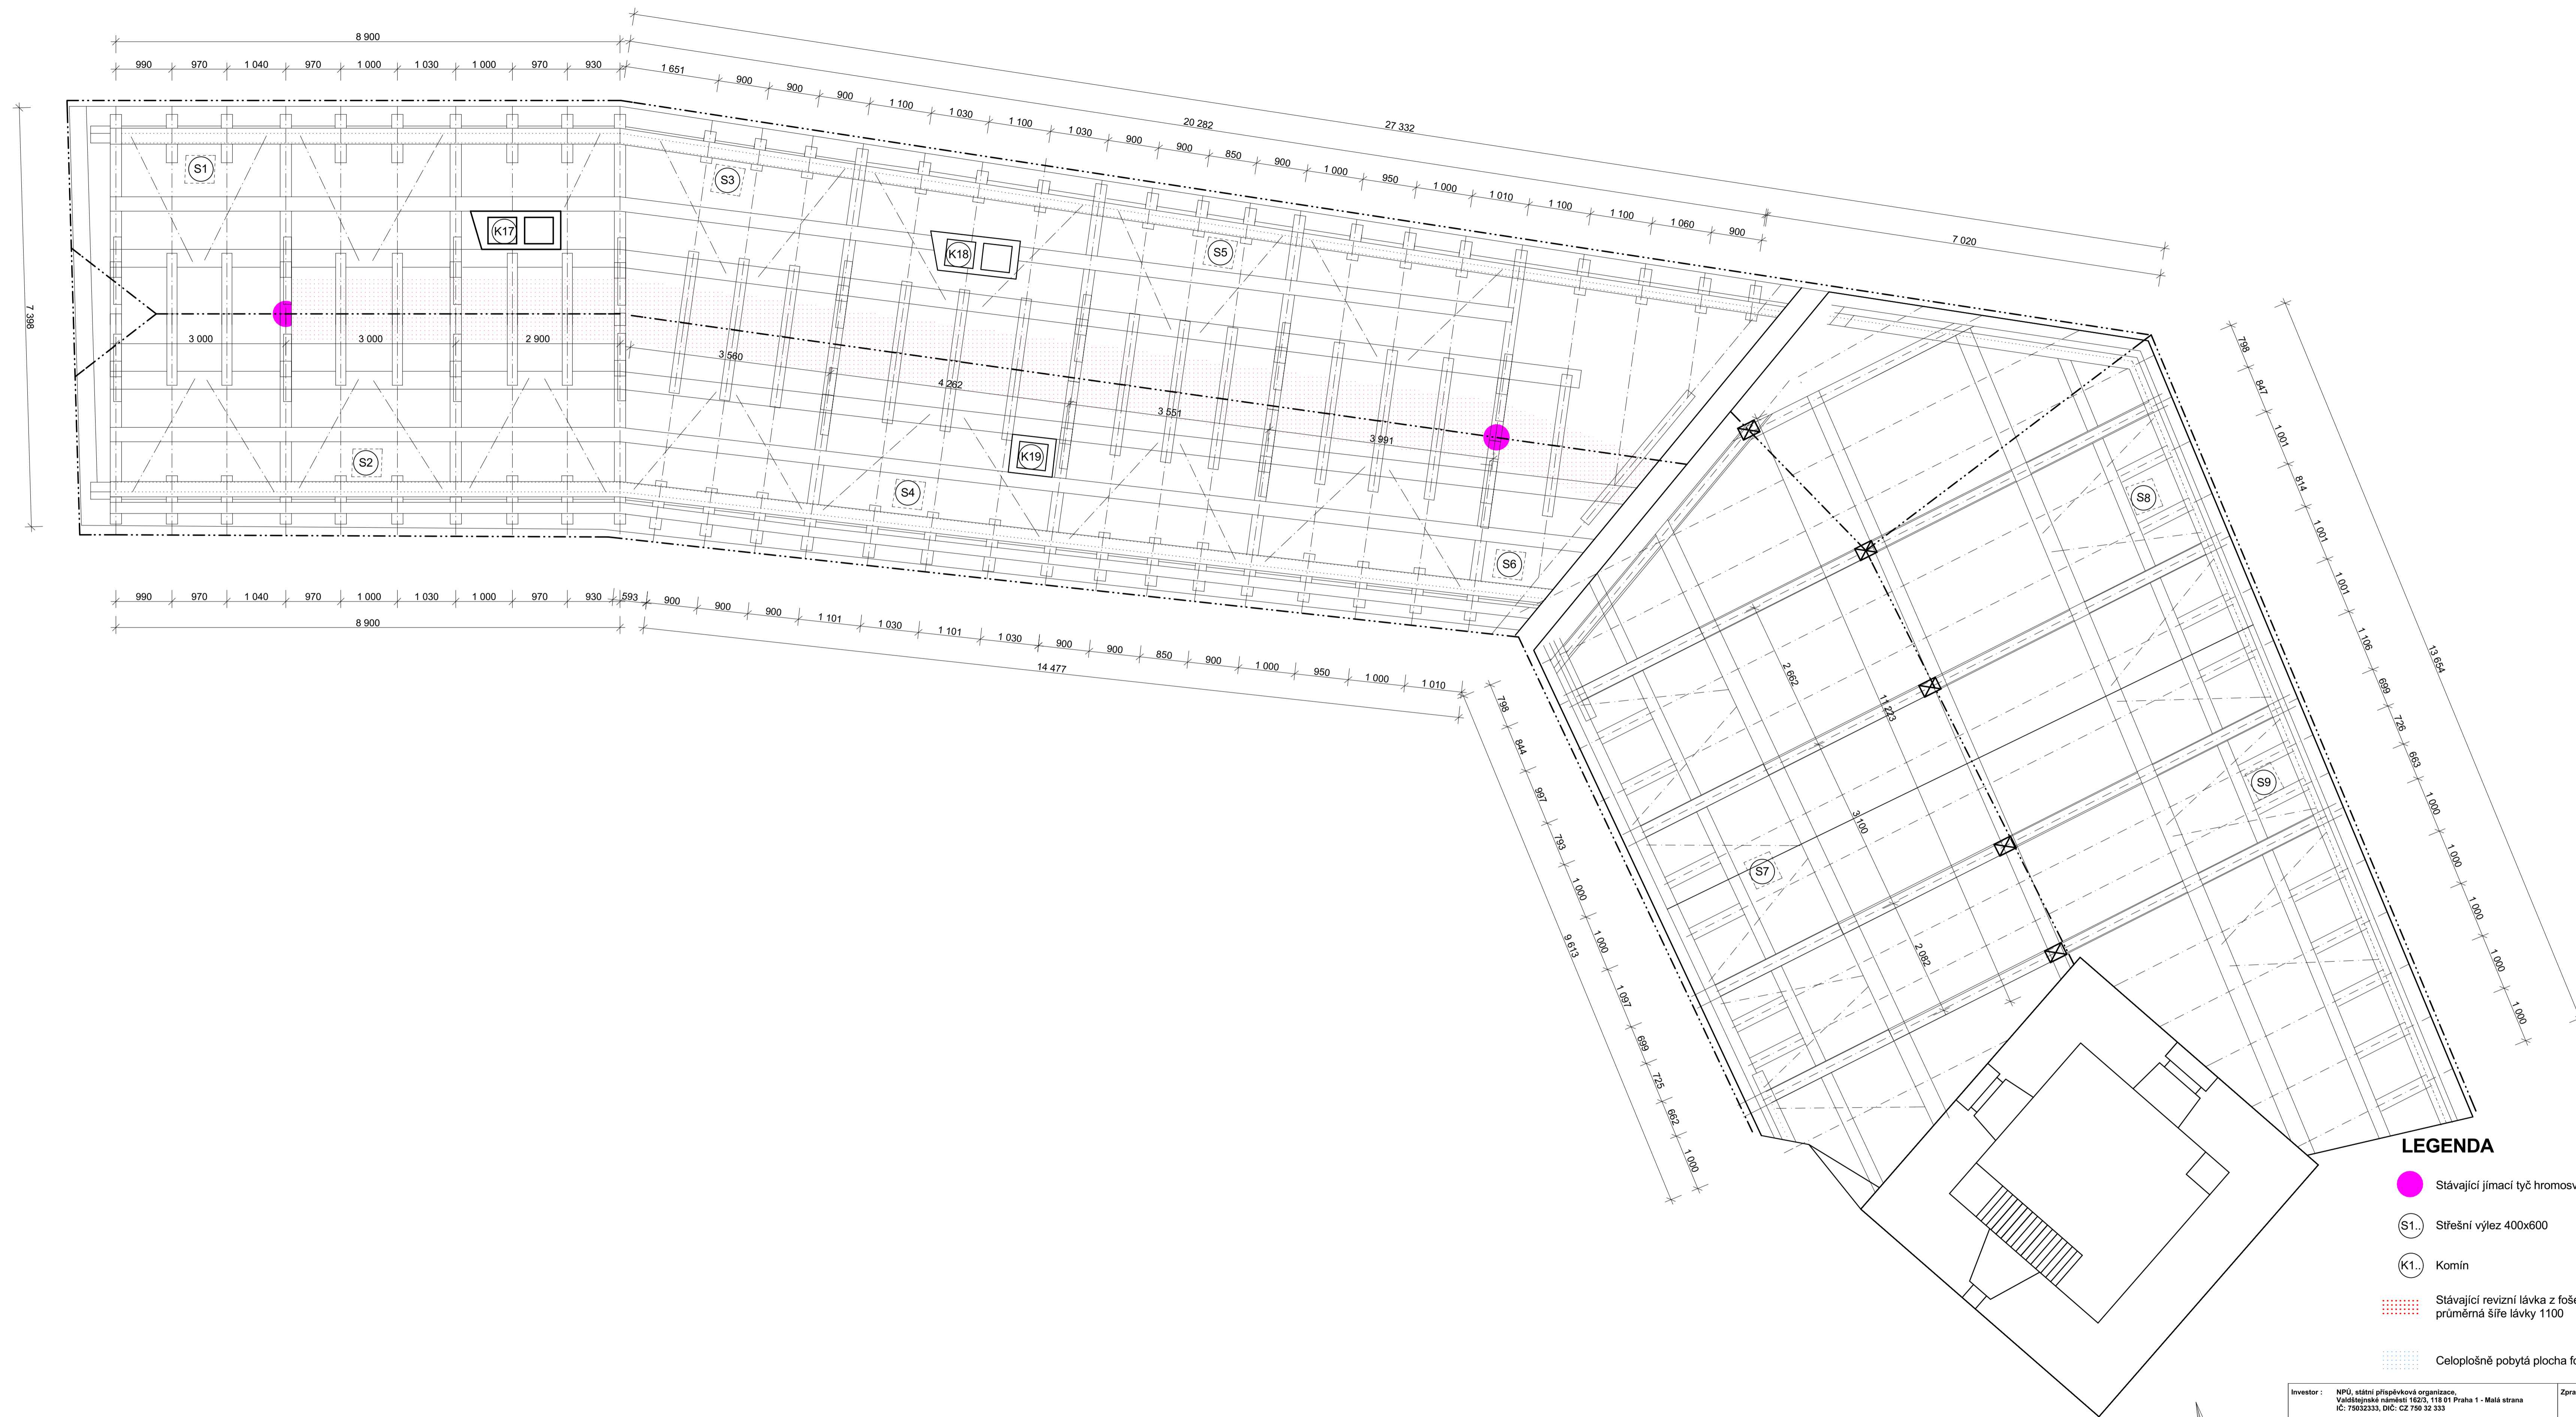 27 332
20 282
7 020
8 900
990 970 1 040 970 1 000 1 030 1 000 970 930
1 651 900 900 900 1 100 1 030 1 100 1 030 900 900 850 900 1 000 950 1 000 1 010 1 100 1 100 1 060 900
7 398
S1
S2
S3
S4
S5
S6
K17
K18
K19
3 000 3 000 2 900
3 560 4 262 3 551 3 991
990 970 1 040 970 1 000 1 030 1 000 970 930 593
8 900
900 900 900 1 101 1 030 1 101 1 030 900 900 850 900 1 000 950 1 000 1 010
14 477
798 844 997 793 1 000 1 000 1 097 699 725 662 1 000
9 613
S7
S8
S9
2 662
11 223
3 100
2 082
798 847 1 001 814 1 001 1 001 1 106 699 726 663 1 000 1 000 1 000 1 000 1 000
13 654
LEGENDA
Stávající jímací tyč
S1.. Střešní výlez 400x600
K1.. Komín
Stávající revizní lávka z
průměrná šíře lávky 1100
Celoplošně pobytá plocha
Investor : NPÚ, státní příspěvková organizace,
Valdštejnské náměstí 162/3, 118 01 Praha 1 - Malá strana
IČ: 75032333, DIČ: CZ 750 32 333